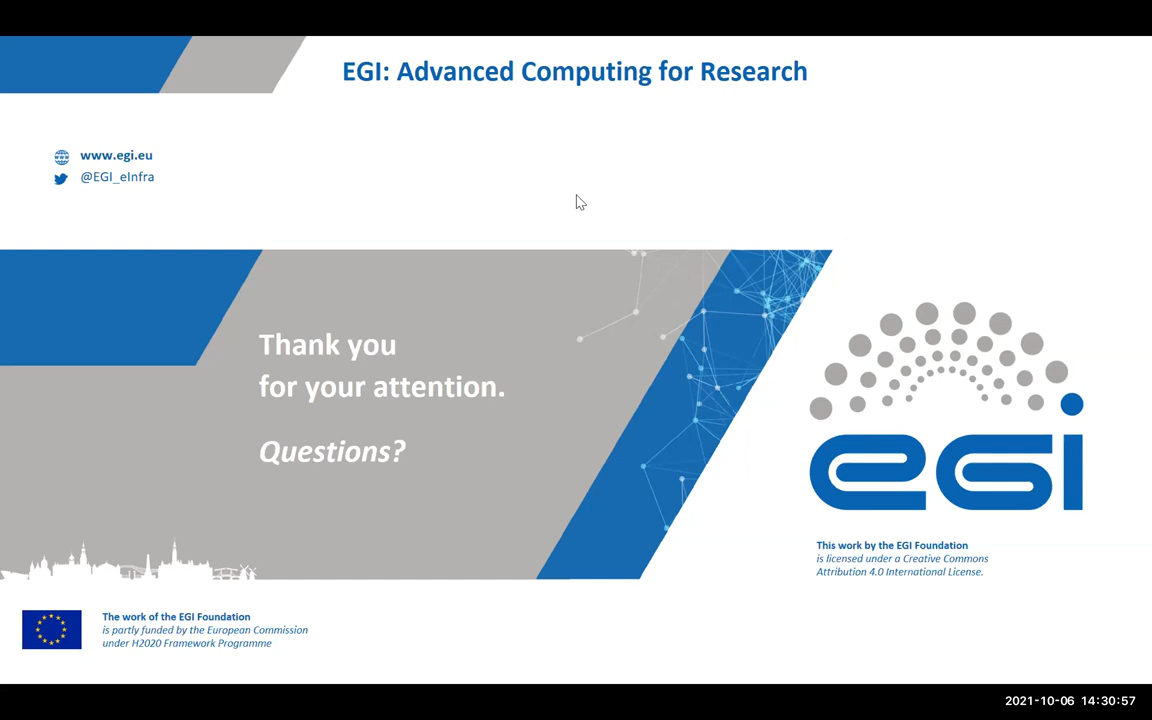 EGI: Advanced Computing for Research
www.egi.eu
@EGI_eInfra
Thank you
for your attention.
Questions?
egi
This work by the EGI Foundation
is licensed under a Creative Commons
Attribution 4.0 International License.
The work of the EGI Foundation
is partly funded by the European Commission
under H2020 Framework Programme
2021-10-06 14:30:57